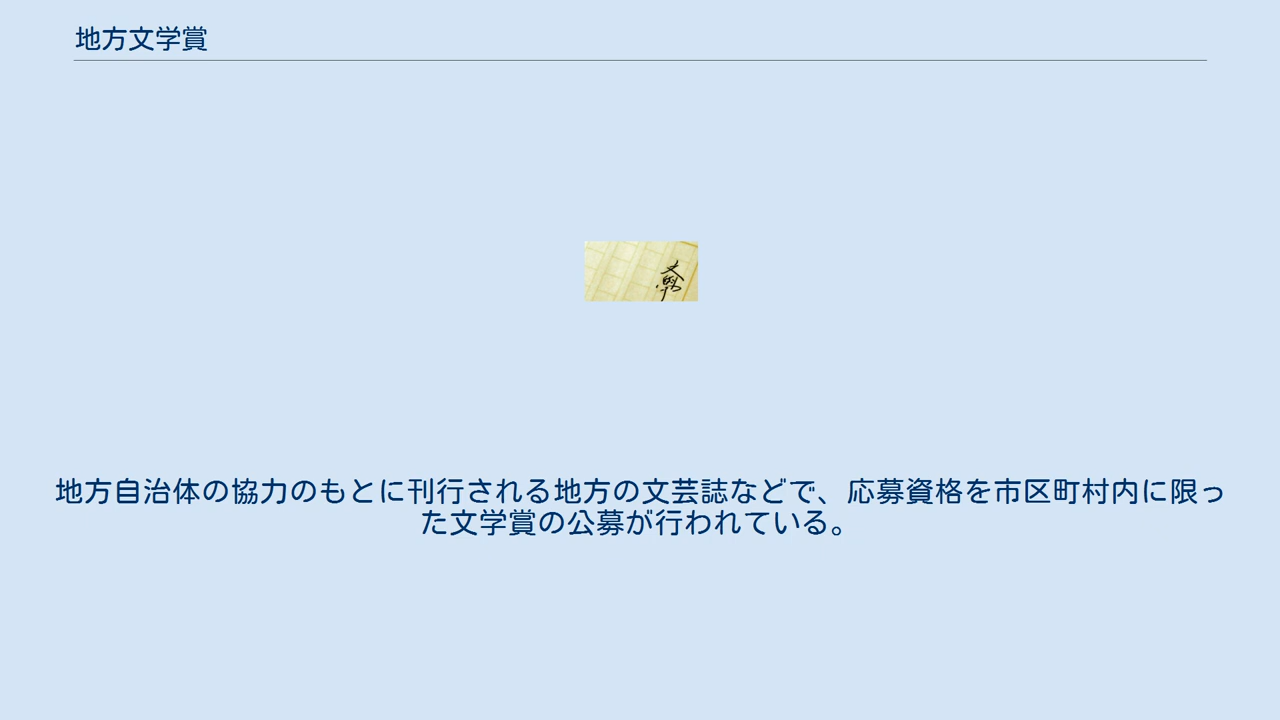 地方文学賞
地方自治体の協力のもとに刊行される地方の文芸誌などで、応募資格を市区町村内に限っ
た文学賞の公募が行われている。